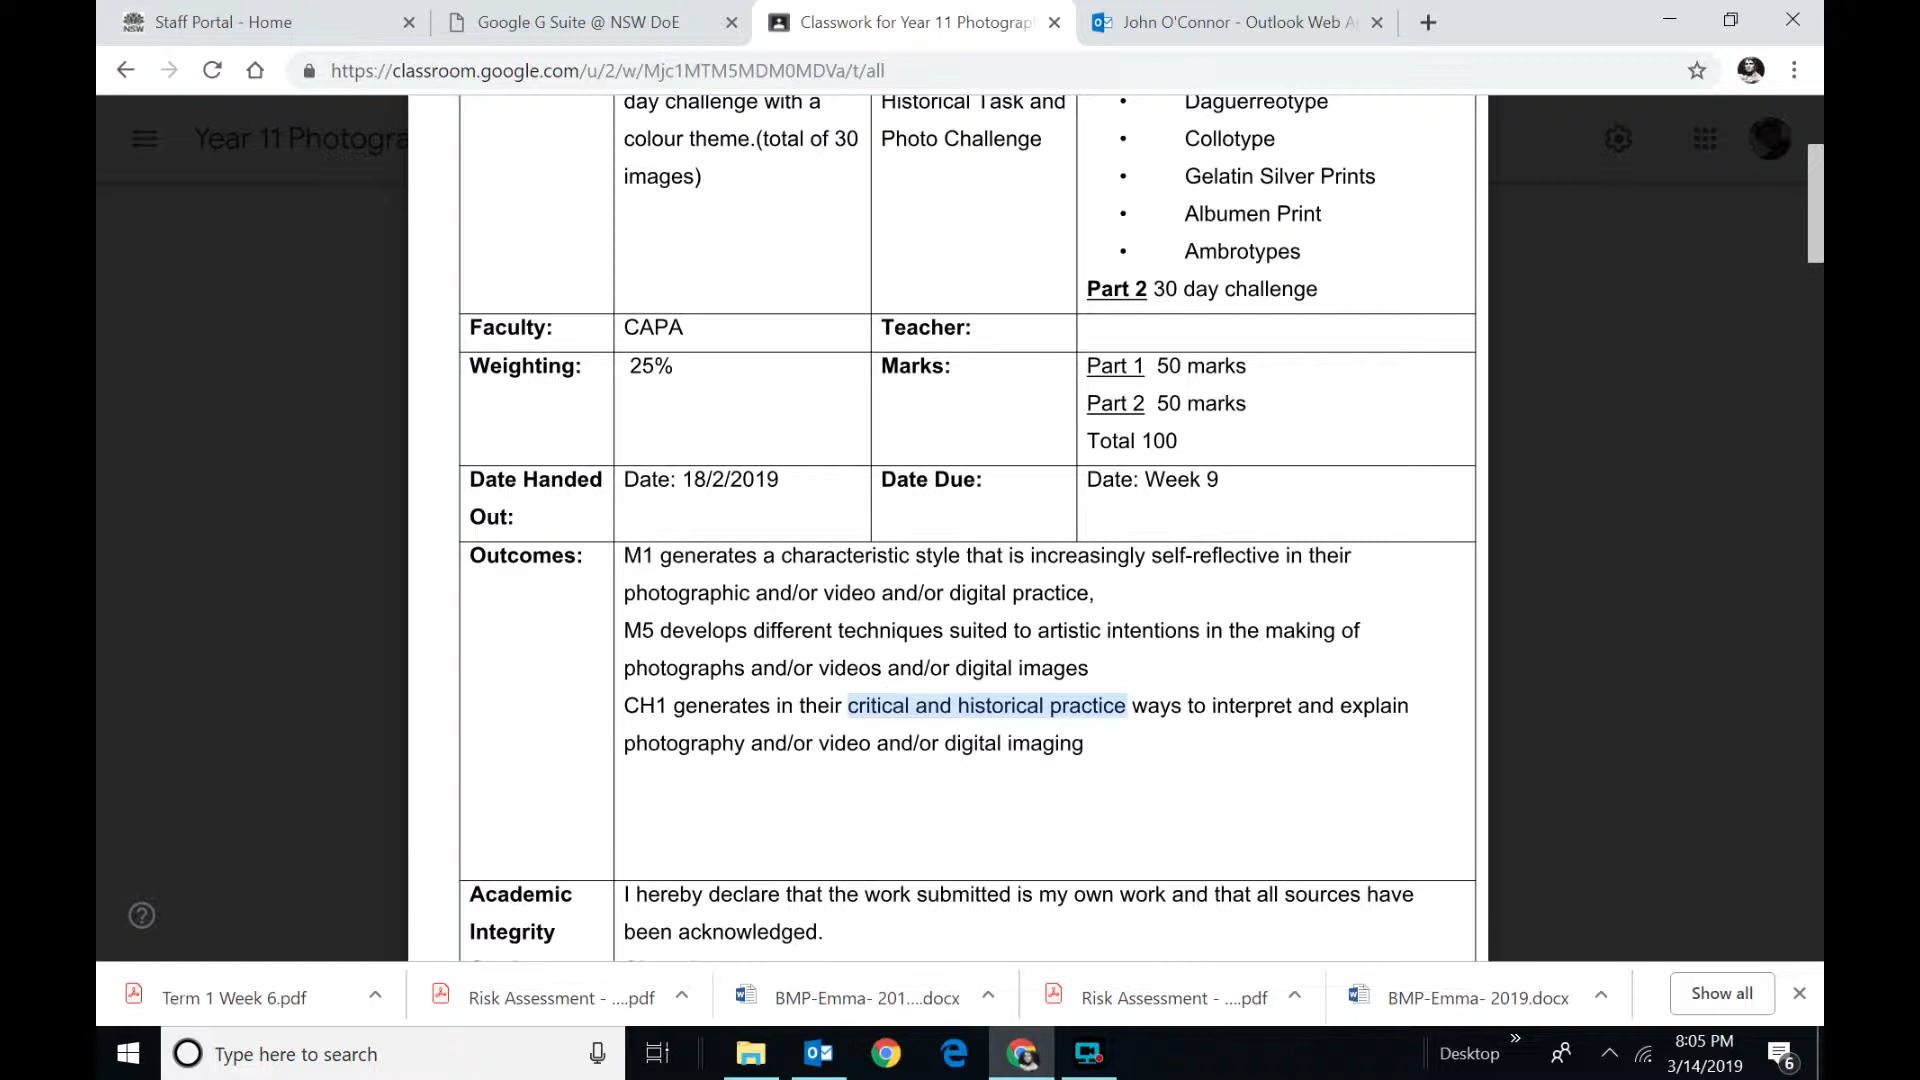 Staff Portal - Home
Google G Suite @ NSW DoE
Classwork for Year 11 Photograp
John O'Connor - Outlook Web A
https://classroom.google.com/u/2/w/Mjc1MTM5MDM0MDVa/t/all
Year 11 Photogra
day challenge with a
colour theme.(total of 30
images)
Historical Task and
Photo Challenge
• Daguerreotype
• Collotype
• Gelatin Silver Prints
• Albumen Print
• Ambrotypes
Part 2 30 day challenge
Faculty: CAPA Teacher:
Weighting: 25% Marks: Part 1 50 marks
Part 2 50 marks
Total 100
Date Handed Date: 18/2/2019 Date Due: Date: Week 9
Out:
Outcomes: M1 generates a characteristic style that is increasingly self-reflective in their
photographic and/or video and/or digital practice,
M5 develops different techniques suited to artistic intentions in the making of
photographs and/or videos and/or digital images
CH1 generates in their critical and historical practice ways to interpret and explain
photography and/or video and/or digital imaging
Academic I hereby declare that the work submitted is my own work and that all sources have
Integrity been acknowledged.
Term 1 Week 6.pdf
Risk Assessment - ....pdf
BMP-Emma- 201....docx
Risk Assessment - ....pdf
BMP-Emma- 2019.docx
Show all
Type here to search
Desktop
8:05 PM
3/14/2019
6